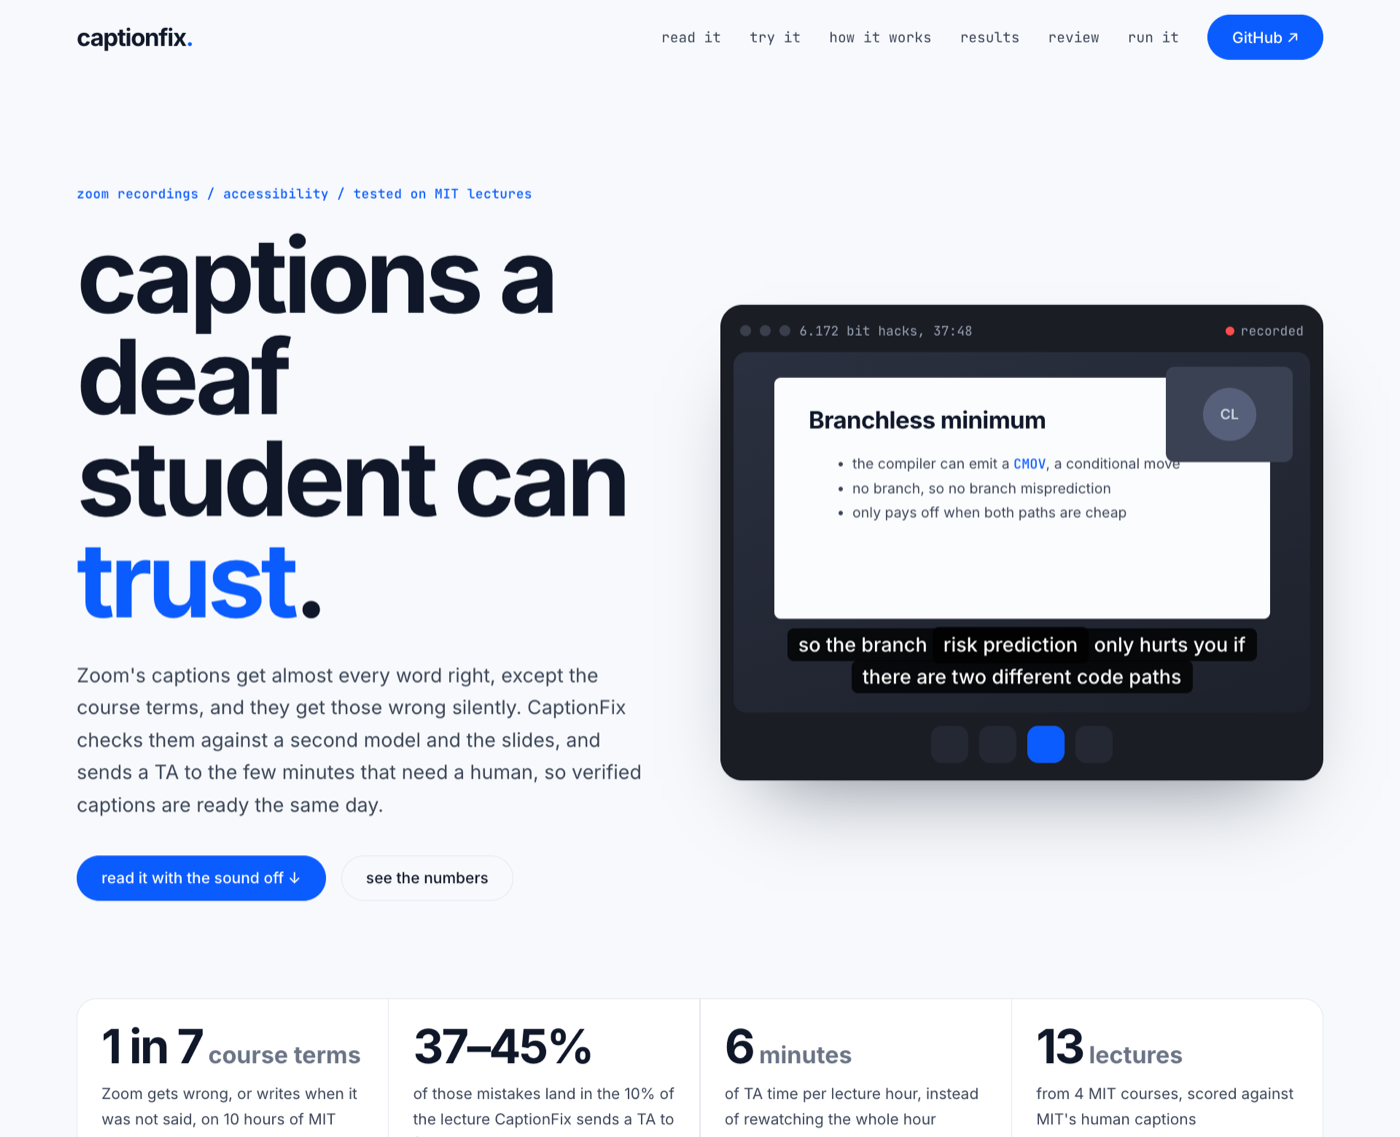 captionfix.
read it
try it
how it works
results
review
run it
GitHub ↗
zoom recordings / accessibility / tested on MIT lectures
captions a
deaf
student can
trust.
Zoom's captions get almost every word right, except the
course terms, and they get those wrong silently. CaptionFix
checks them against a second model and the slides, and
sends a TA to the few minutes that need a human, so verified
captions are ready the same day.
read it with the sound off ↓
see the numbers
6.172 bit hacks, 37:48
recorded
CL
Branchless minimum
• the compiler can emit a CMOV, a conditional move
• no branch, so no branch misprediction
• only pays off when both paths are cheap
so the branch risk prediction only hurts you if
there are two different code paths
1 in 7 course terms
Zoom gets wrong, or writes when it
was not said, on 10 hours of MIT
37–45%
of those mistakes land in the 10% of
the lecture CaptionFix sends a TA to
6 minutes
of TA time per lecture hour, instead
of rewatching the whole hour
13 lectures
from 4 MIT courses, scored against
MIT's human captions